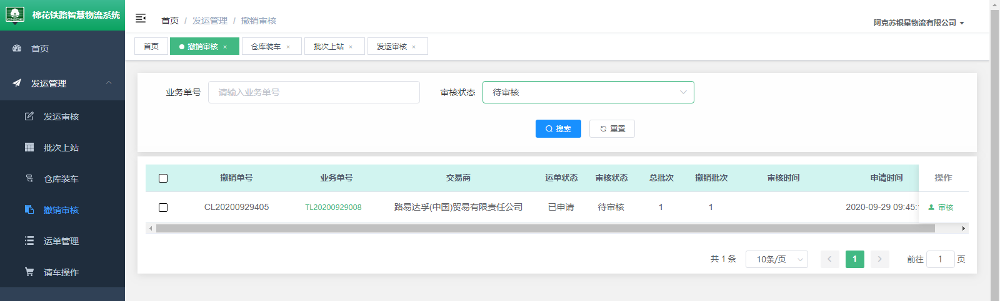 棉花铁路智慧物流系统
CNCE
首页
发运管理
发运审核
批次上站
仓库装车
撤销审核
运单管理
请车操作
首页 / 发运管理 / 撤销审核
阿克苏银星物流有限公司
首页 撤销审核 × 仓库装车 × 批次上站 × 发运审核 ×
业务单号 请输入业务单号 审核状态 待审核
搜索 重置
撤销单号 业务单号 交易商 运单状态 审核状态 总批次 撤销批次 审核时间 申请时间 操作
CL20200929405 TL20200929008 路易达孚(中国)贸易有限责任公司 已申请 待审核 1 1 2020-09-29 09:45: 审核
共 1 条 10条/页 1 前往 1 页